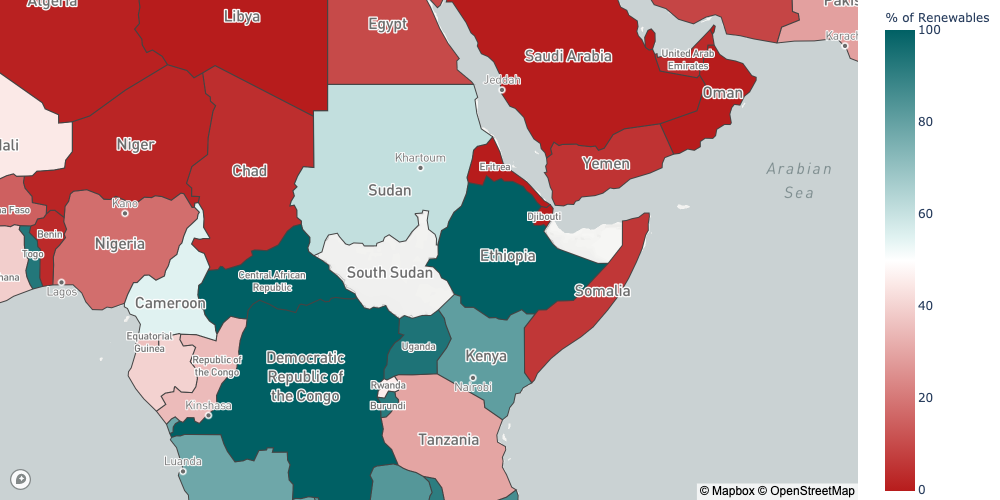 Algeria
Libya
Egypt
Pakis
Karach
Saudi Arabia
United Arab
Emirates
Jeddah
Oman
ali
Niger
Chad
Khartoum
Sudan
Eritrea
Yemen
Arabian
Sea
na Faso
Kano
Benin
Nigeria
Djibouti
Togo
hana
Lagos
Ethiopia
South Sudan
Central African
Republic
Somalia
Cameroon
Equatorial
Guinea
Republic of
the Congo
Democratic
Republic of
the Congo
Uganda
Kenya
Rwanda
Nairobi
Burundi
Kinshasa
Tanzania
Luanda
© Mapbox © OpenStreetMap
% of Renewables
100
80
60
40
20
0